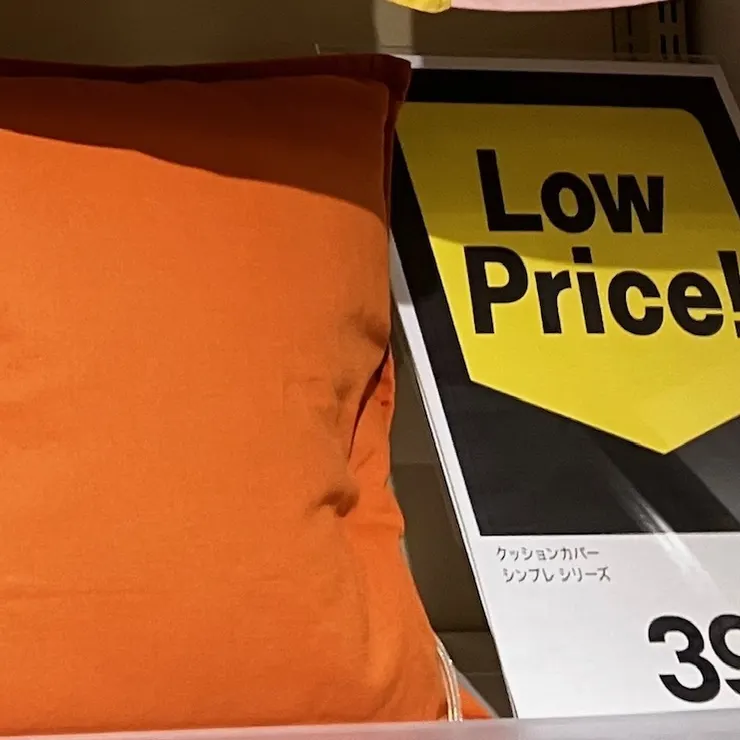 Low
Price!
クッションカバー
シンプレ シリーズ
39